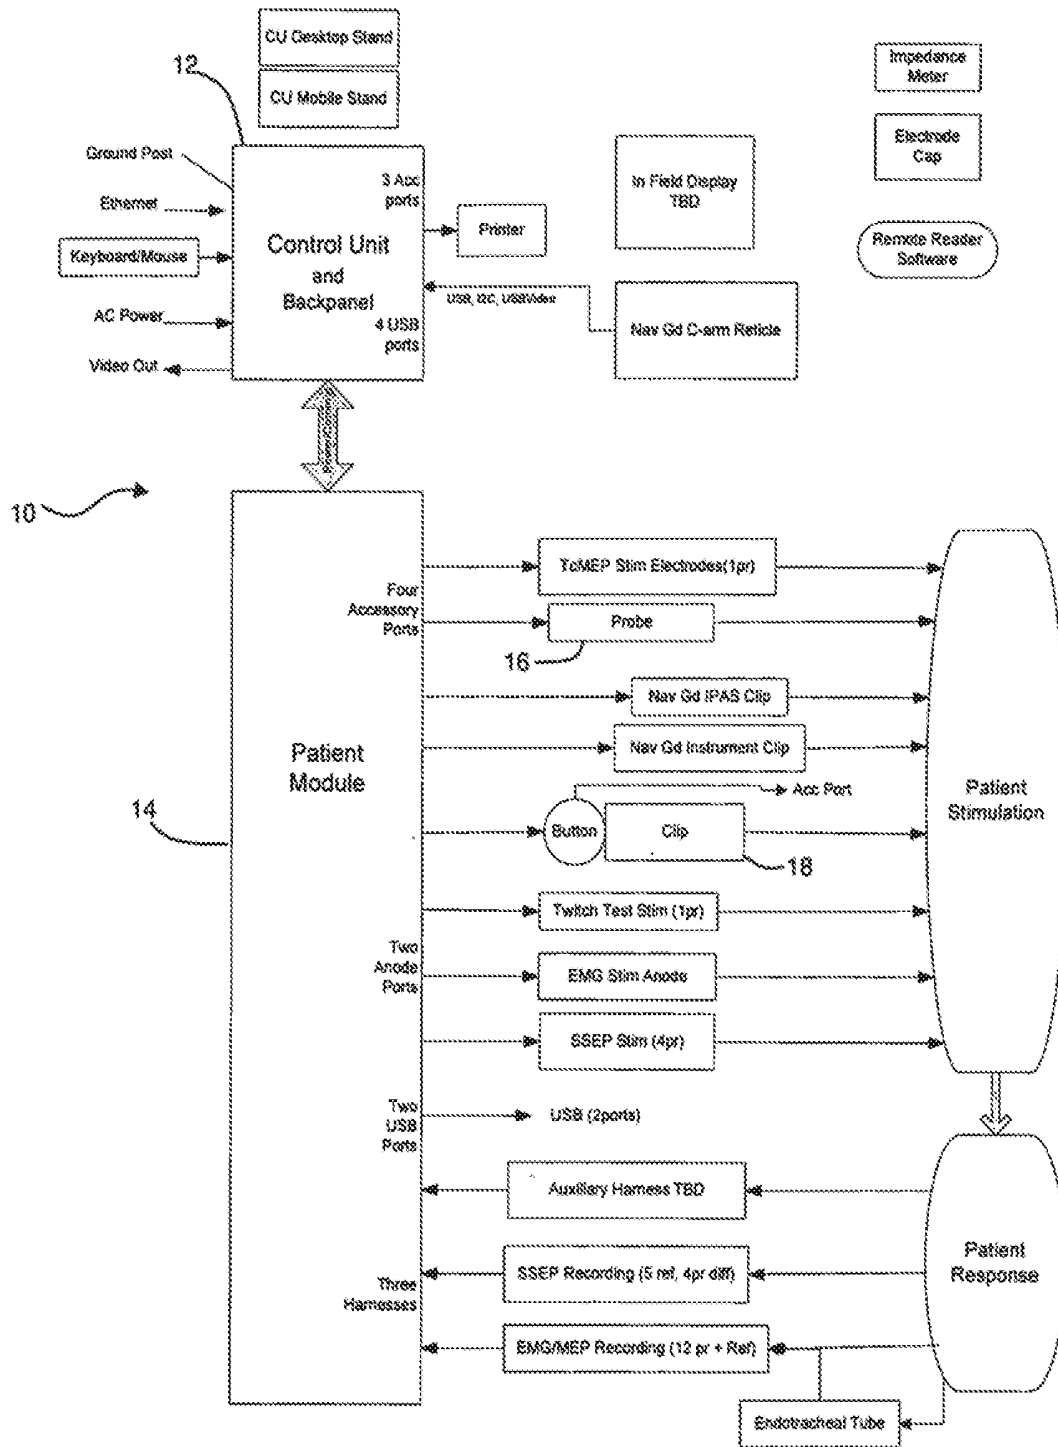 CU Desktop Stand
CU Mobile Stand
12
Impedance
Meter
Electrode
Cap
Remote Reader
Software
Ground Post
Ethernet
Keyboard/Mouse
AC Power
Video Out
3 Acc
ports
Control Unit
and
Backpanel
4 USB
ports
Printer
USB, I2C, USBVideo
In Field Display
TBD
Nav Gd C-arm Reticle
10
14
Patient
Module
Four
Accessory
Ports
Two
Anode
Ports
Two
USB
Ports
Three
Harnesses
TcMEP Stim Electrodes(1pr)
Probe
16
Nav Gd IPAS Clip
Nav Gd Instrument Clip
Acc Port
Button
Clip
18
Twitch Test Stim (1pr)
EMG Stim Anode
SSEP Stim (4pr)
USB (2ports)
Auxiliary Harness TBD
SSEP Recording (5 ref, 4pr diff)
EMG/MEP Recording (12 pr + Ref)
Endotracheal Tube
Patient
Stimulation
Patient
Response